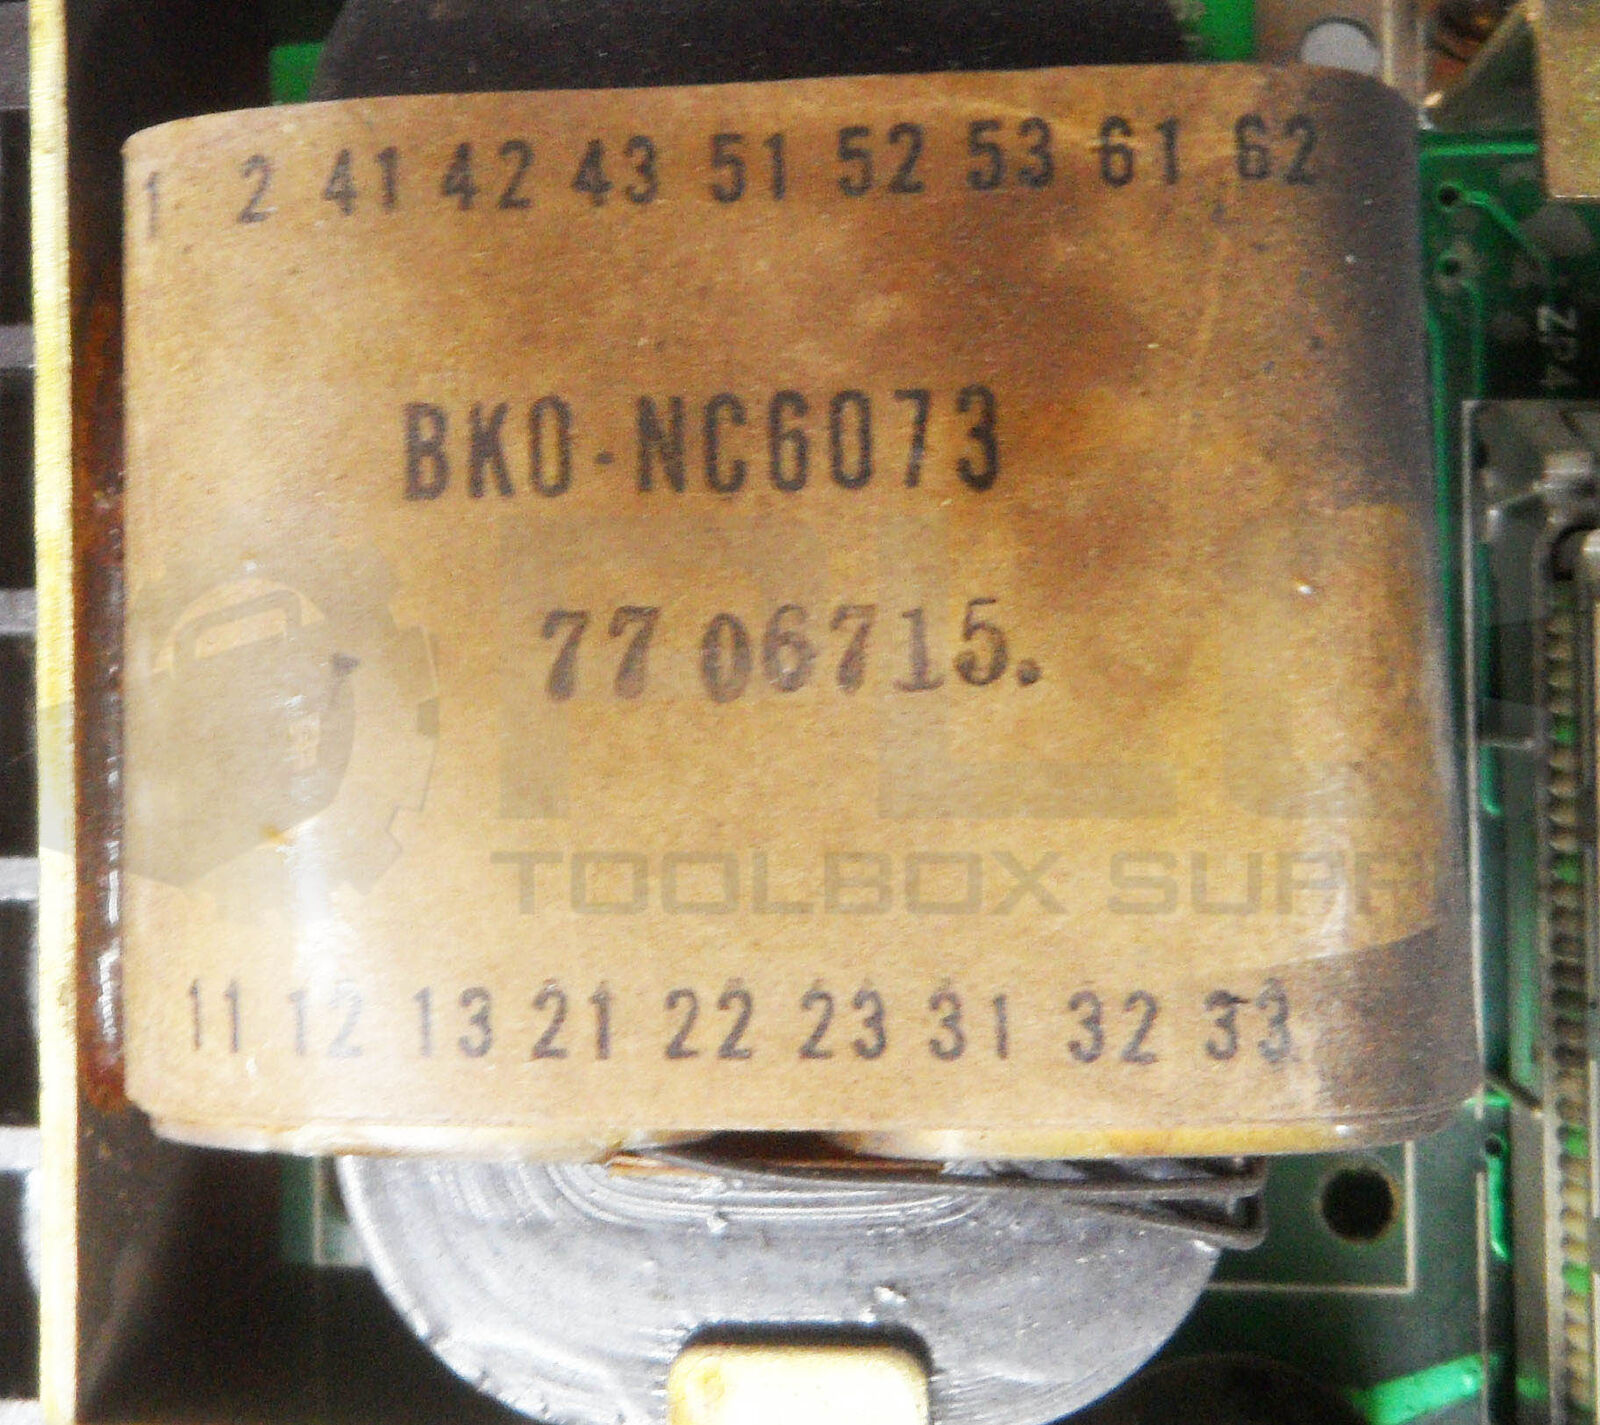 1 2 41 42 43 51 52 53 61 62
BKO-NC6073
77 06715.
TOOLBOX SUPP
11 12 13 21 22 23 31 32 33
ZP4